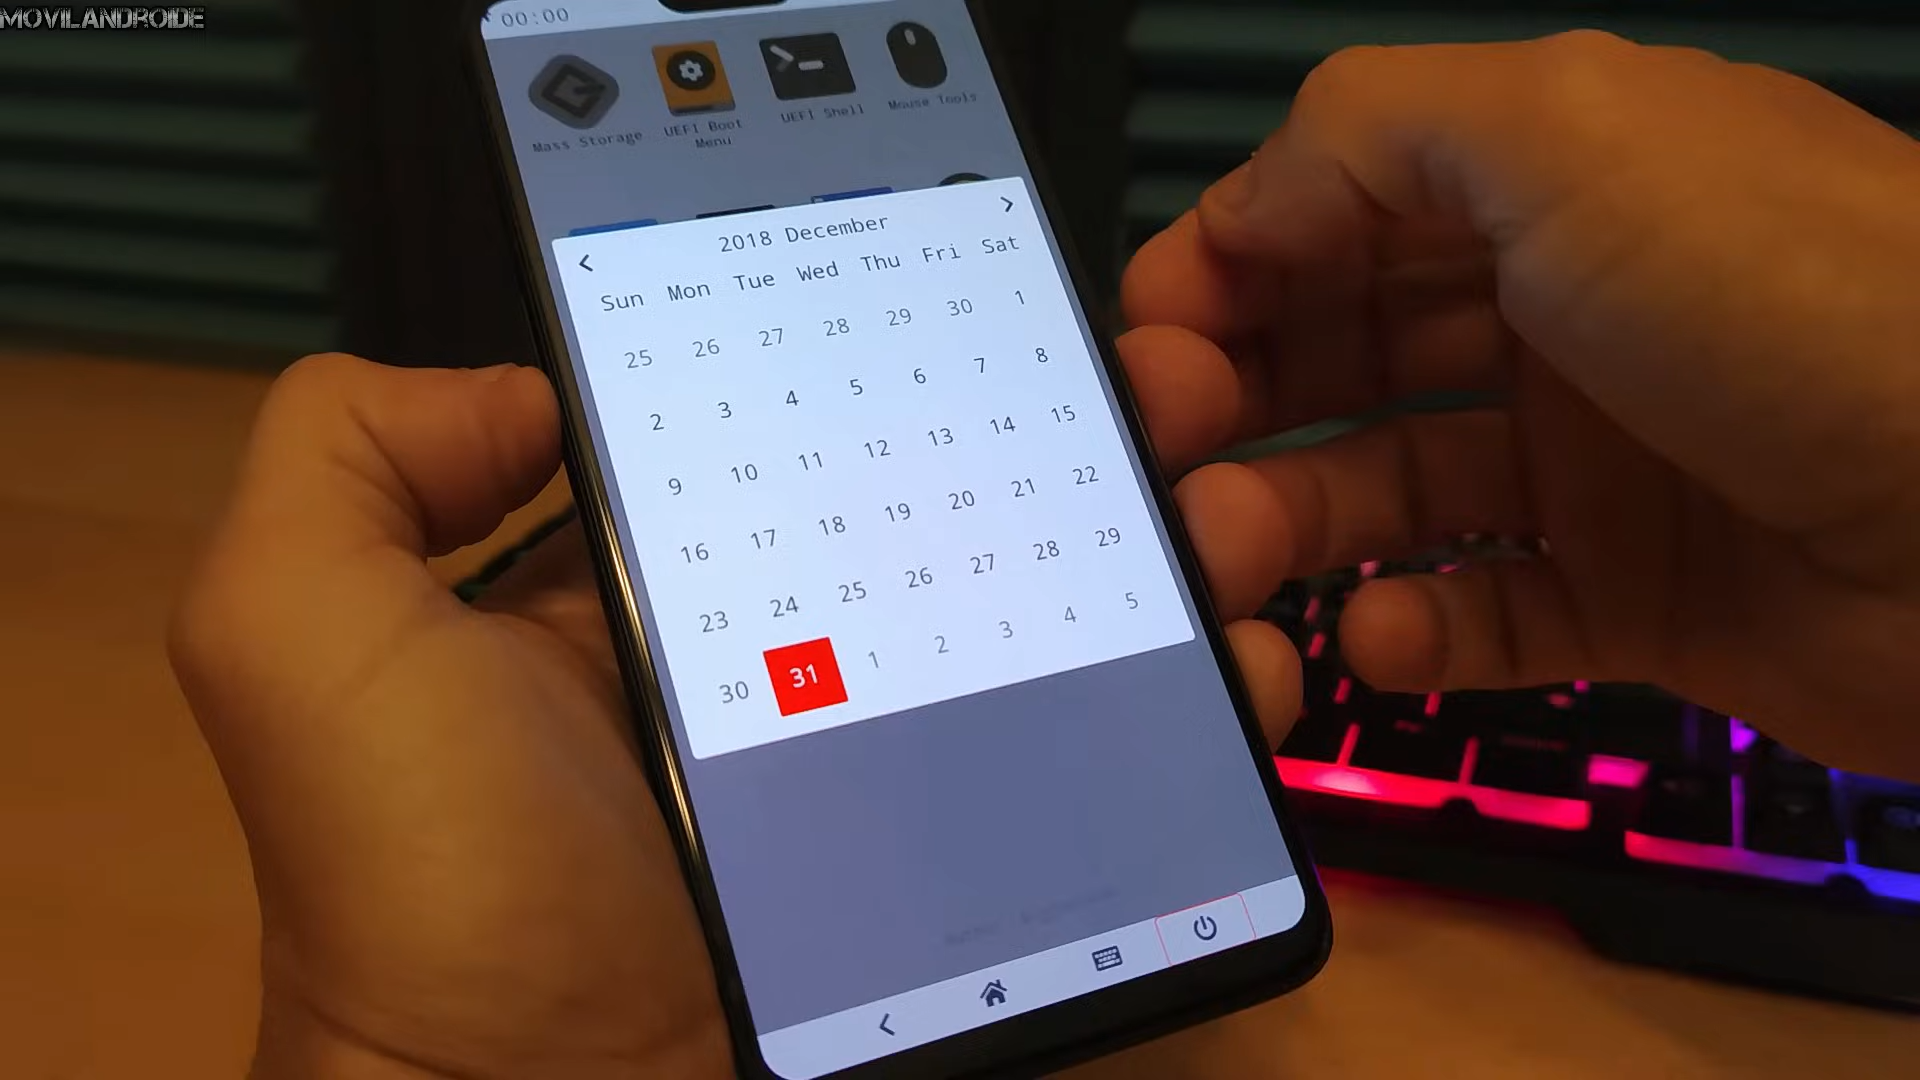 MOVILANDROIDE
00:00
Mass Storage
UEFI Boot
Menu
UEFI Shell
Mouse Tools
2018 December
Sun Mon Tue Wed Thu Fri Sat
25 26 27 28 29 30 1
2 3 4 5 6 7 8
9 10 11 12 13 14 15
16 17 18 19 20 21 22
23 24 25 26 27 28 29
30 31 1 2 3 4 5